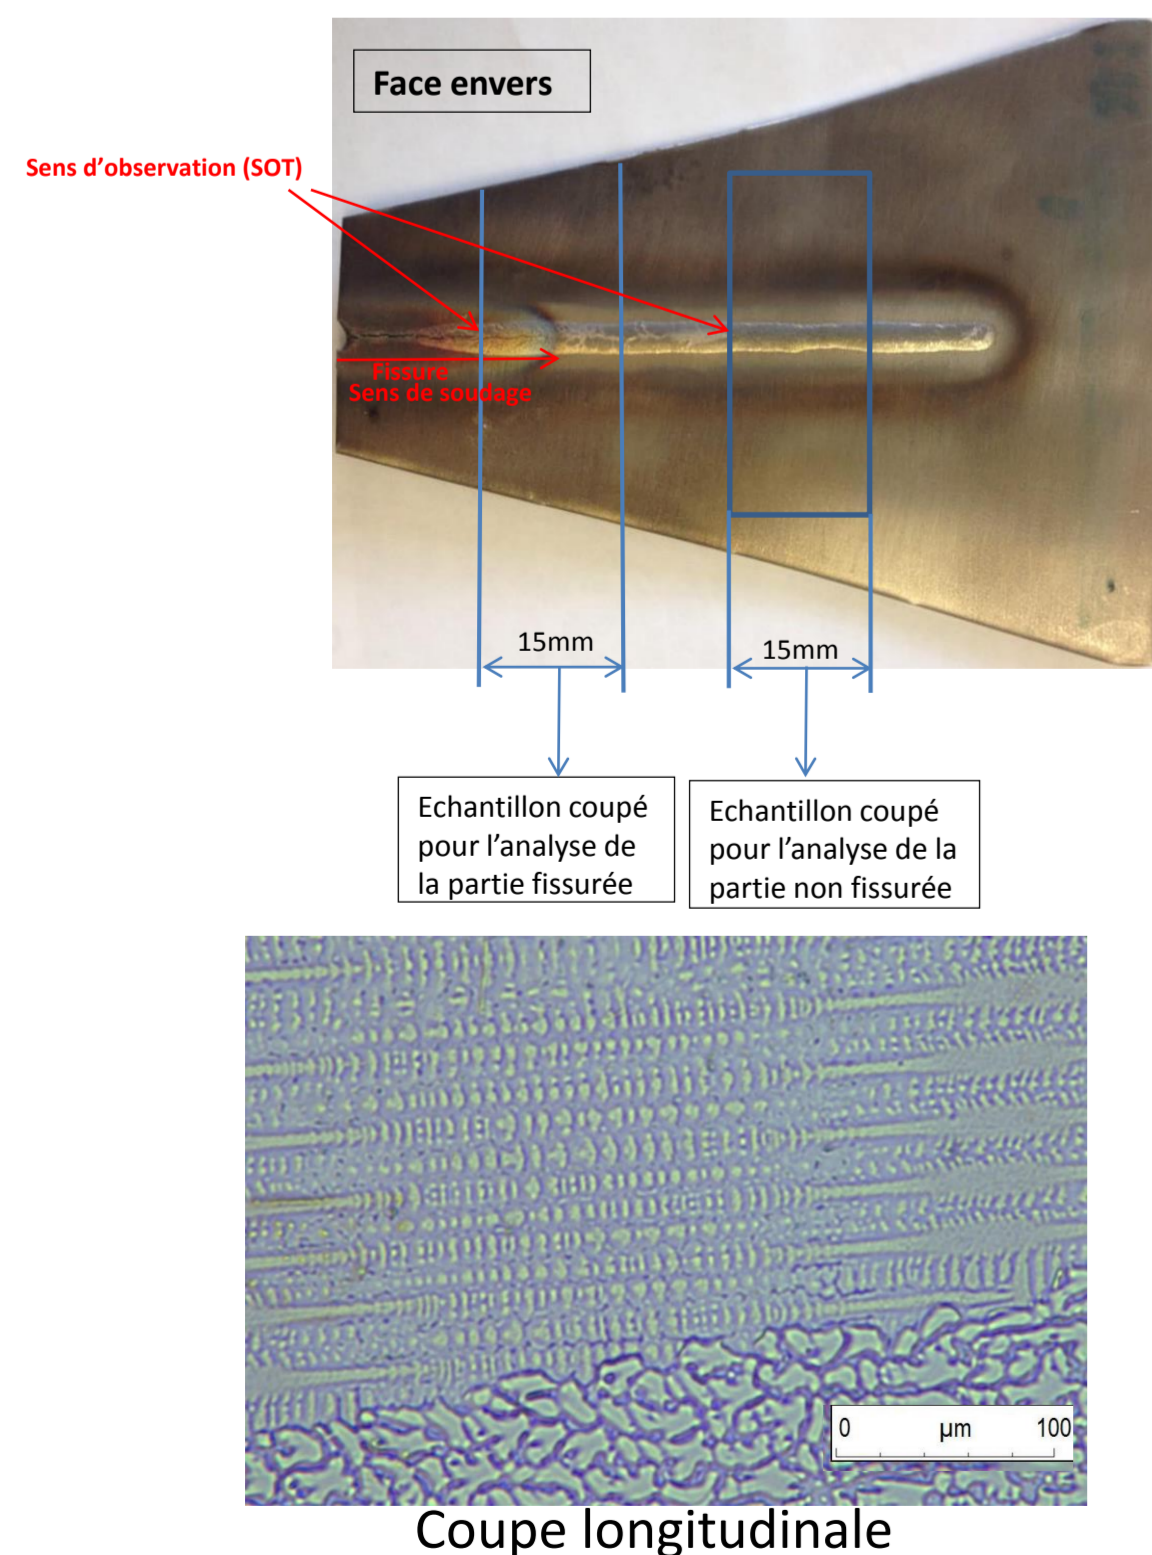 Face envers
Sens d’observation (SOT)
Fissure
Sens de soudage
15mm
15mm
Echantillon coupé
pour l’analyse de
la partie fissurée
Echantillon coupé
pour l’analyse de la
partie non fissurée
0 µm 100
Coupe longitudinale